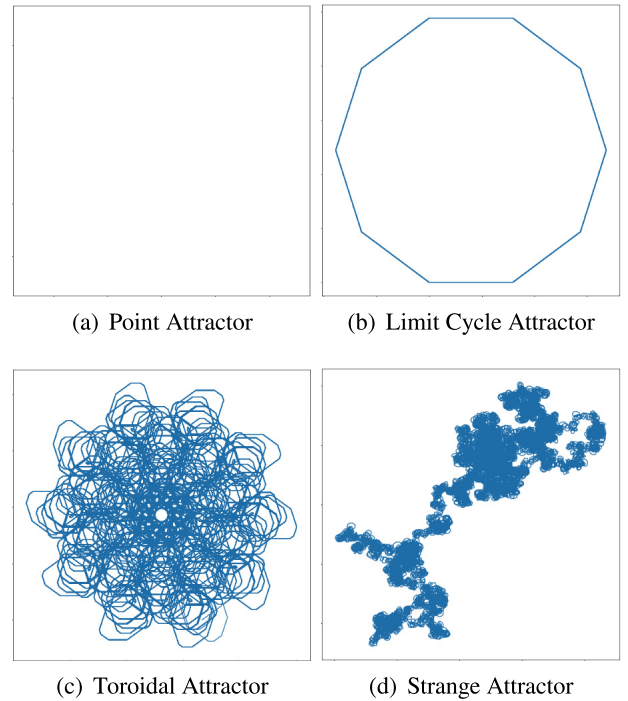 (a) Point Attractor
(b) Limit Cycle Attractor
(c) Toroidal Attractor
(d) Strange Attractor